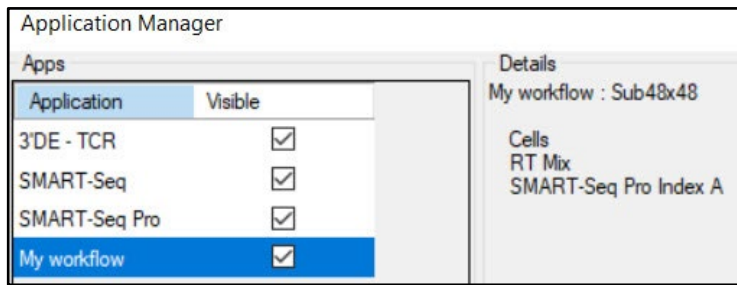 Application Manager
Apps
Application Visible
3'DE - TCR
SMART-Seq
SMART-Seq Pro
My workflow
Details
My workflow : Sub48x48
Cells
RT Mix
SMART-Seq Pro Index A